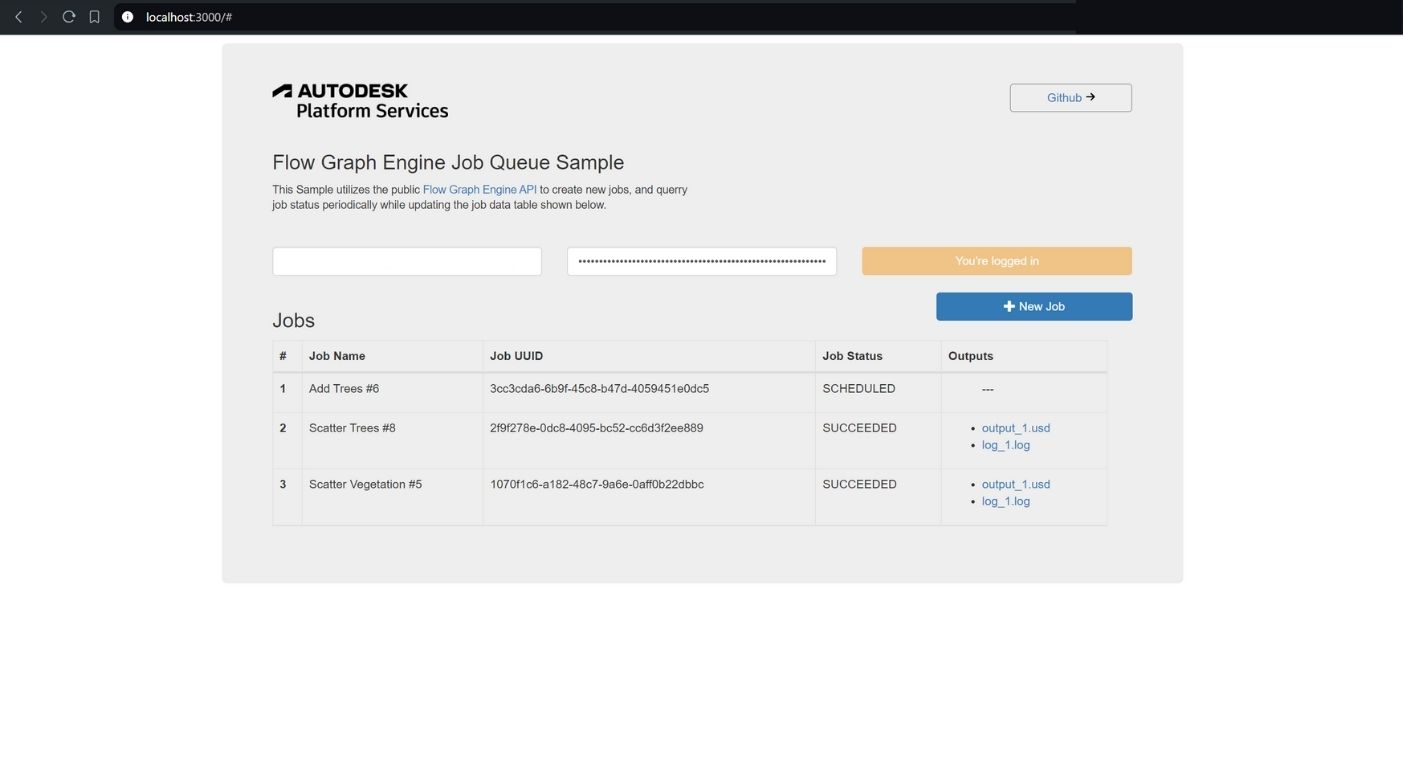 localhost:3000/#
AUTODESK
Platform Services
Github
Flow Graph Engine Job Queue Sample
This Sample utilizes the public Flow Graph Engine API to create new jobs, and querry
job status periodically while updating the job data table shown below.
You're logged in
New Job
Jobs
# Job Name Job UUID Job Status Outputs
1 Add Trees #6 3cc3cda6-6b9f-45c8-b47d-4059451e0dc5 SCHEDULED ---
2 Scatter Trees #8 2f9f278e-0dc8-4095-bc52-cc6d3f2ee889 SUCCEEDED output_1.usd
log_1.log
3 Scatter Vegetation #5 1070f1c6-a182-48c7-9a6e-0aff0b22dbbc SUCCEEDED output_1.usd
log_1.log